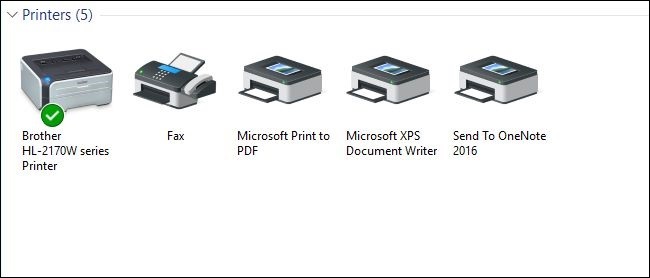 Printers (5)
Brother
HL-2170W series
Printer
Fax
Microsoft Print to
PDF
Microsoft XPS
Document Writer
Send To OneNote
2016